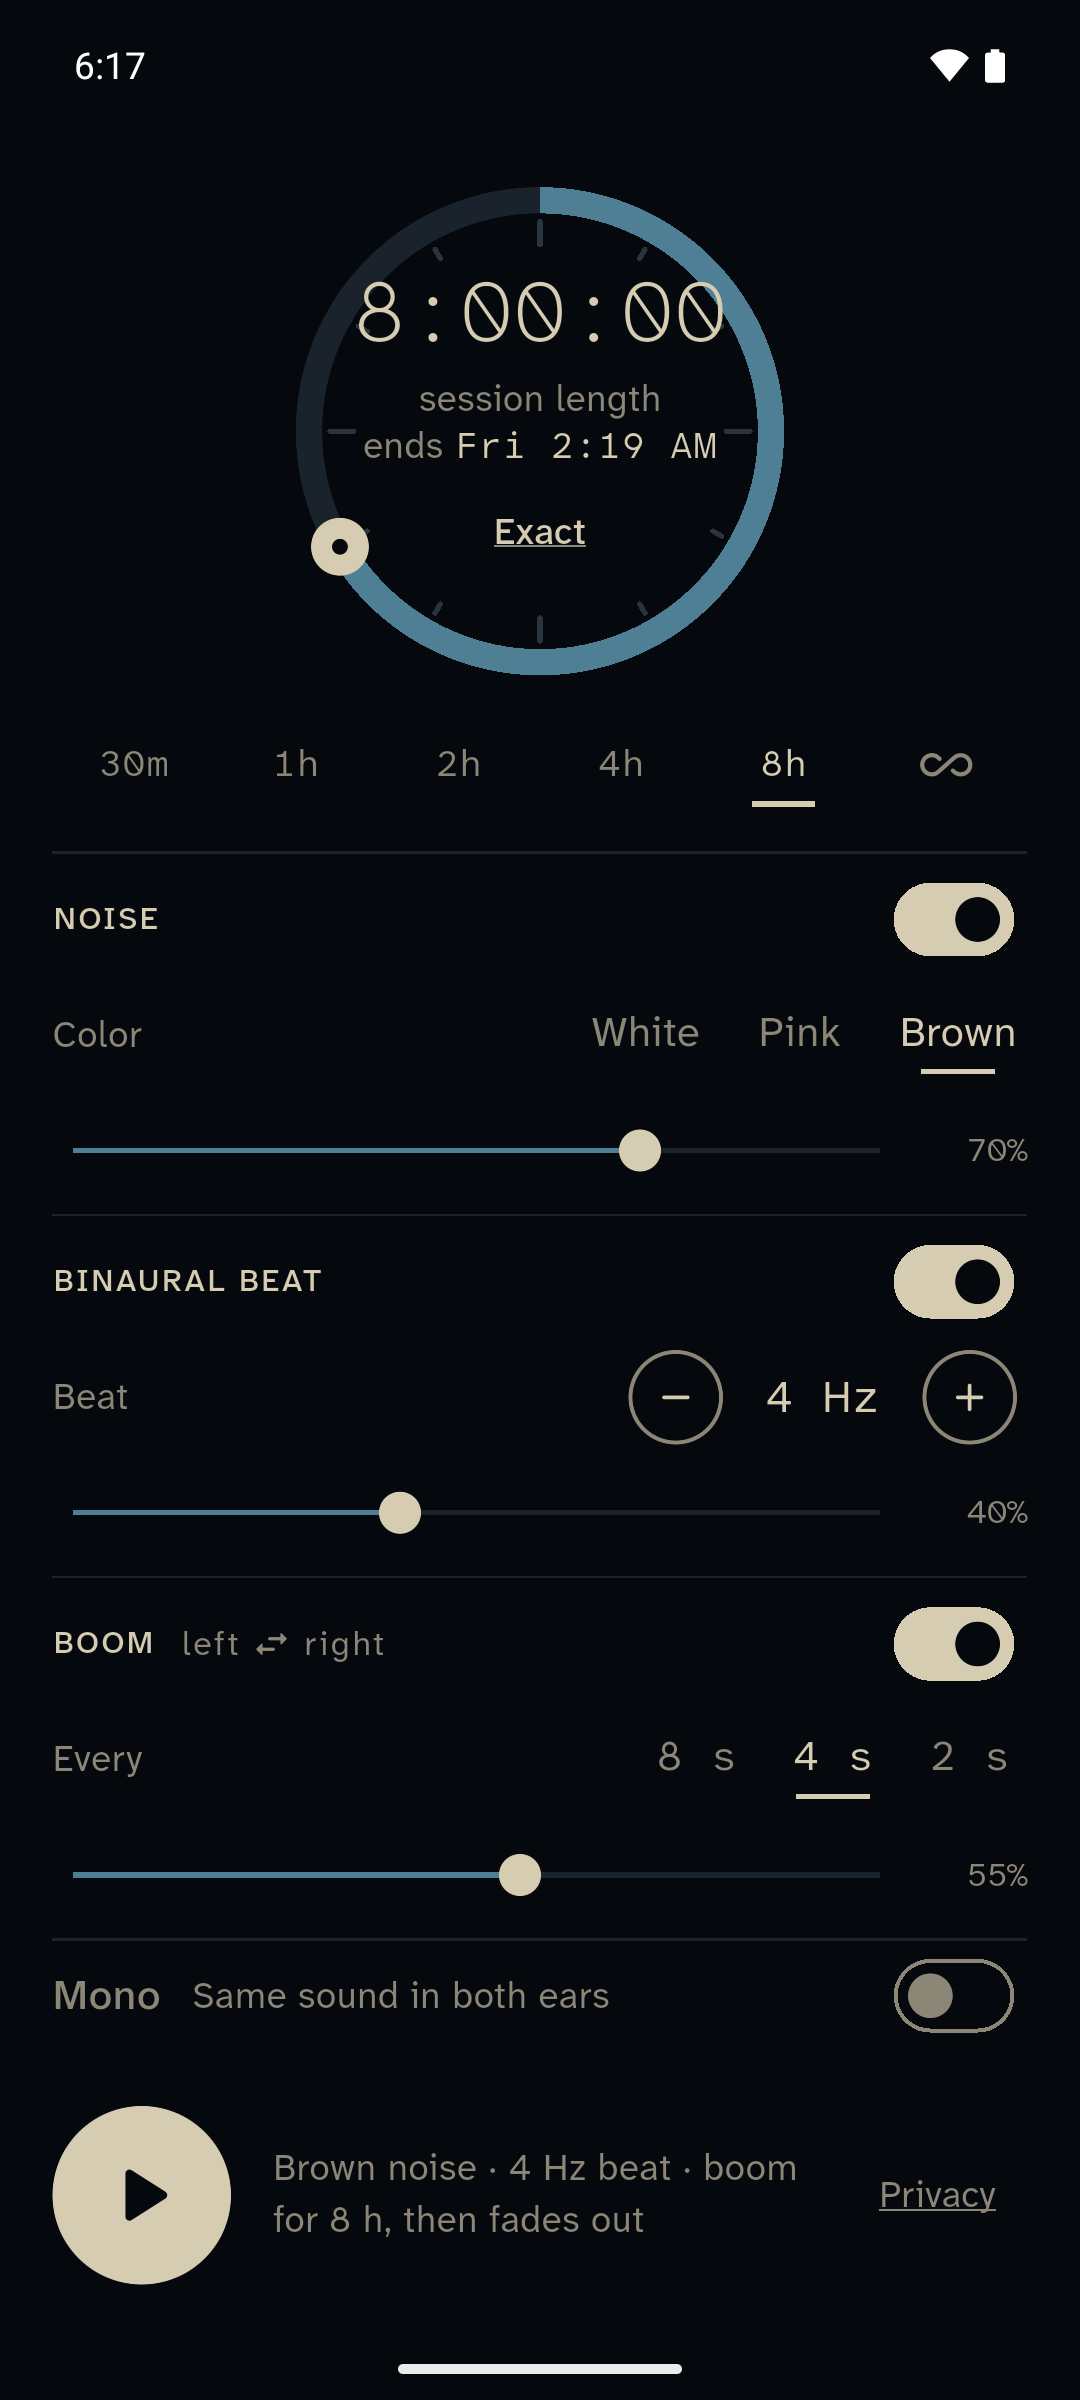 6:17
8:00:00
session length
ends Fri 2:19 AM
Exact
30m 1h 2h 4h 8h ∞
NOISE
Color White Pink Brown
70%
BINAURAL BEAT
Beat − 4 Hz +
40%
BOOM left ⇄ right
Every 8 s 4 s 2 s
55%
Mono Same sound in both ears
Brown noise · 4 Hz beat · boom
for 8 h, then fades out
Privacy